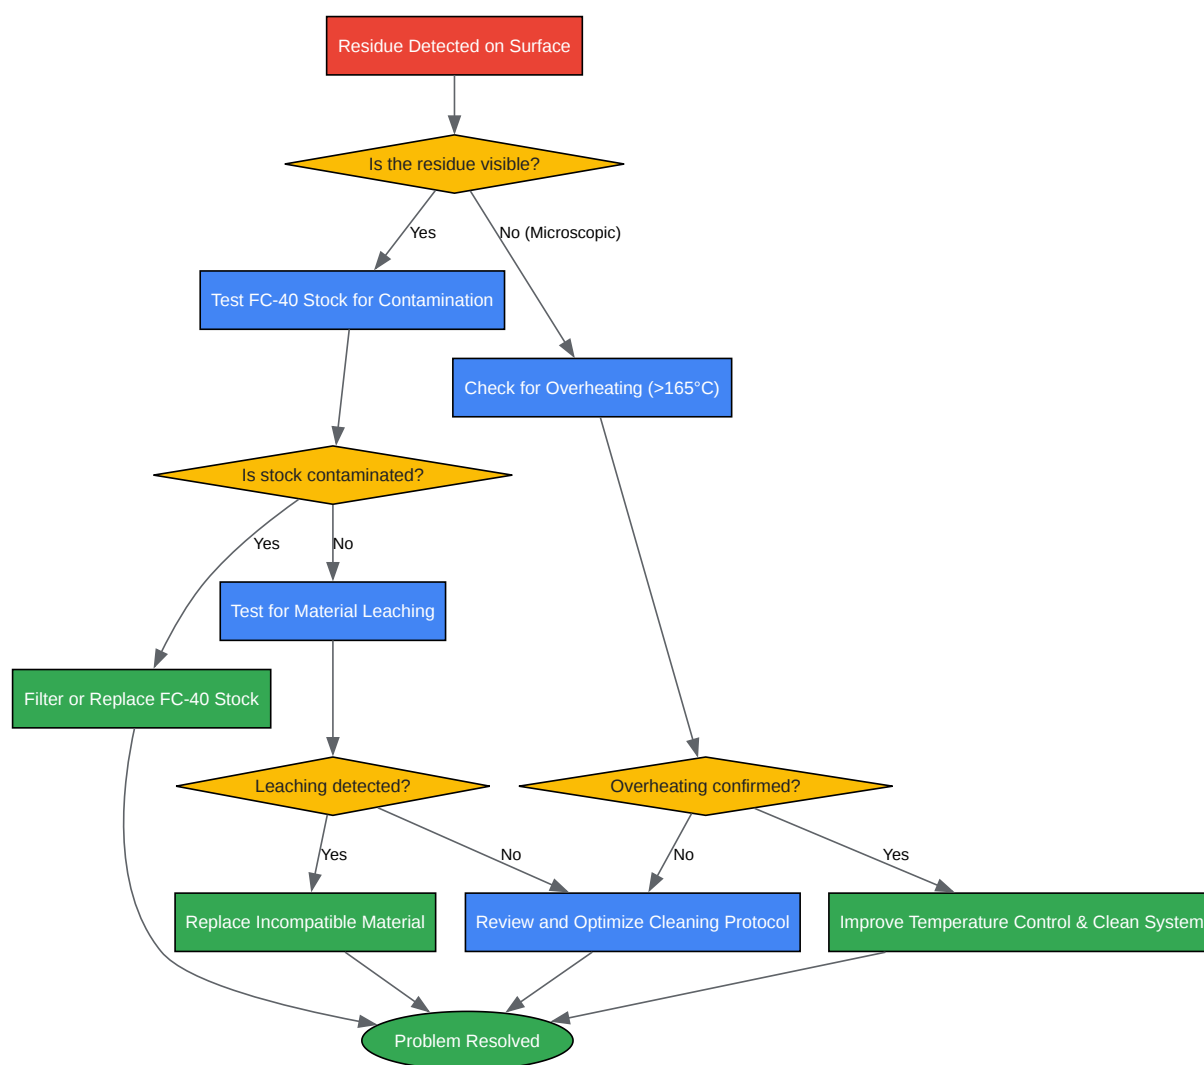 Residue Detected on Surface
Is the residue visible?
Yes
No (Microscopic)
Test FC-40 Stock for Contamination
Check for Overheating (>165°C)
Is stock contaminated?
Yes
No
Test for Material Leaching
Filter or Replace FC-40 Stock
Leaching detected?
Overheating confirmed?
Yes
No
No
Yes
Replace Incompatible Material
Review and Optimize Cleaning Protocol
Improve Temperature Control & Clean System
Problem Resolved